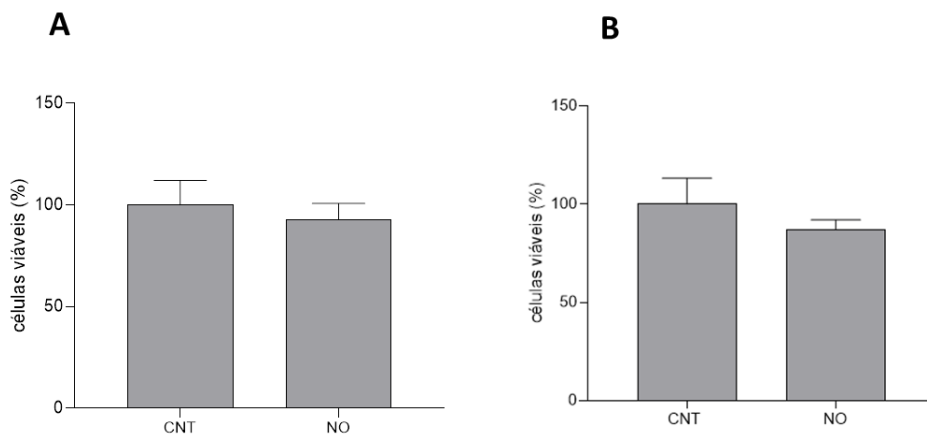 A
células viáveis (%)
150
100
50
0
CNT
NO
B
células viáveis (%)
150
100
50
0
CNT
NO